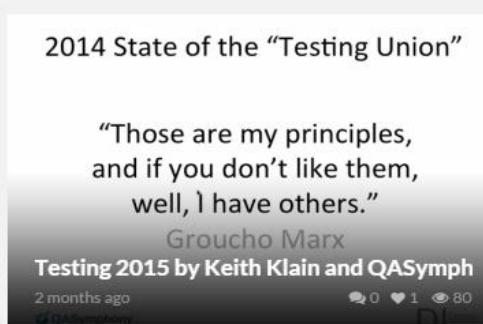 2014 State of the “Testing Union”
“Those are my principles,
and if you don’t like them,
well, I have others.”
Groucho Marx
Testing 2015 by Keith Klain and QASymph
2 months ago 0 1 80
QASymphony